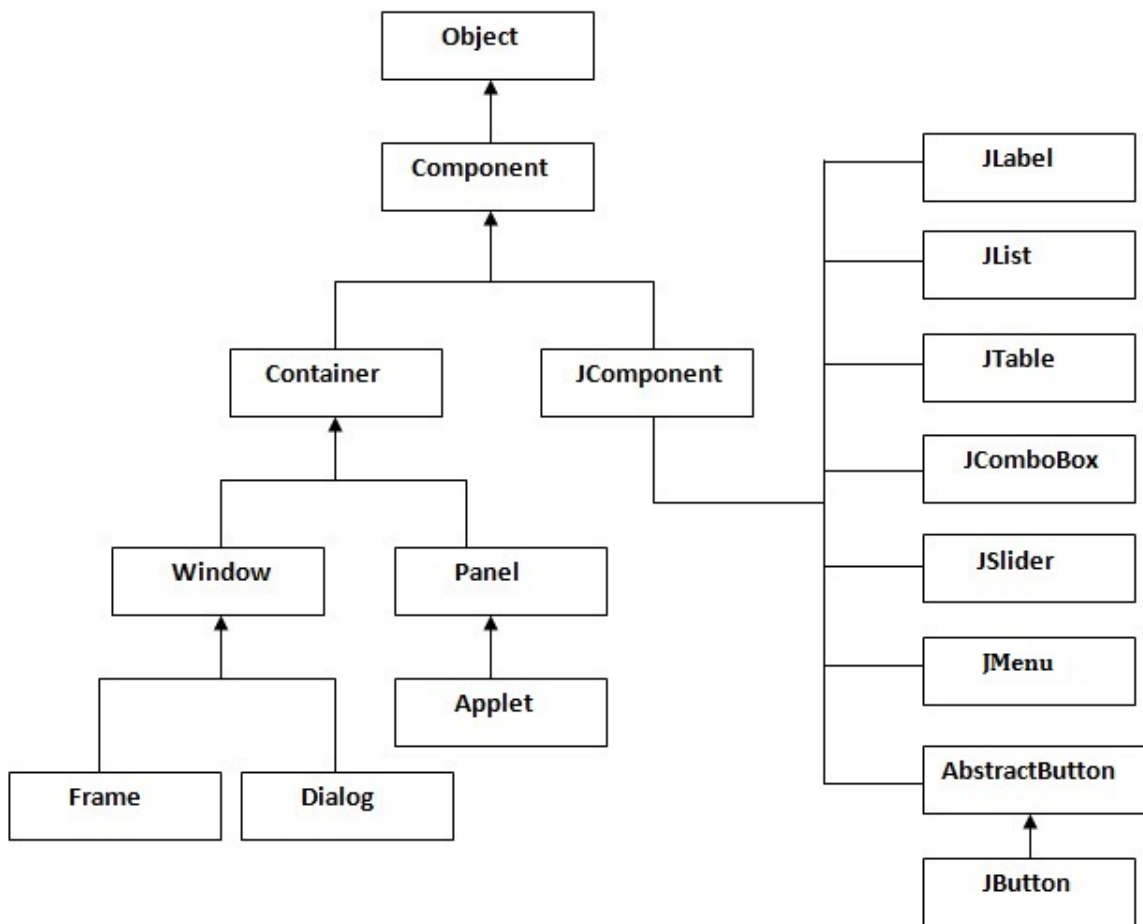 Object
Component
Container
JComponent
Window
Panel
Applet
Frame
Dialog
JLabel
JList
JTable
JComboBox
JSlider
JMenu
AbstractButton
JButton